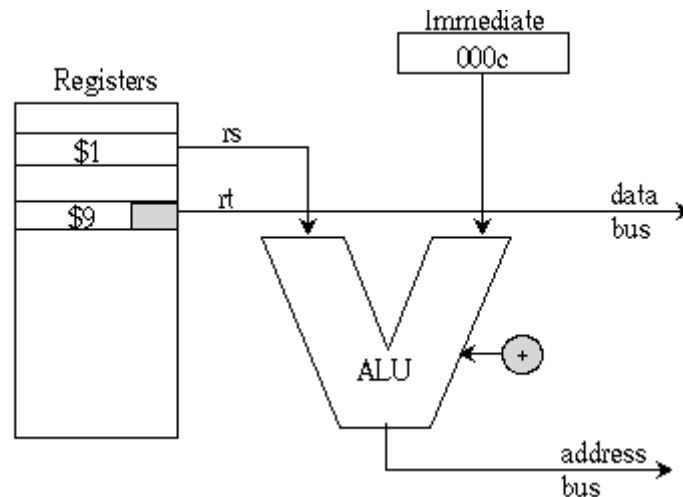 Immediate
000c
Registers
$1
rs
$9
rt
data
bus
ALU
+
address
bus